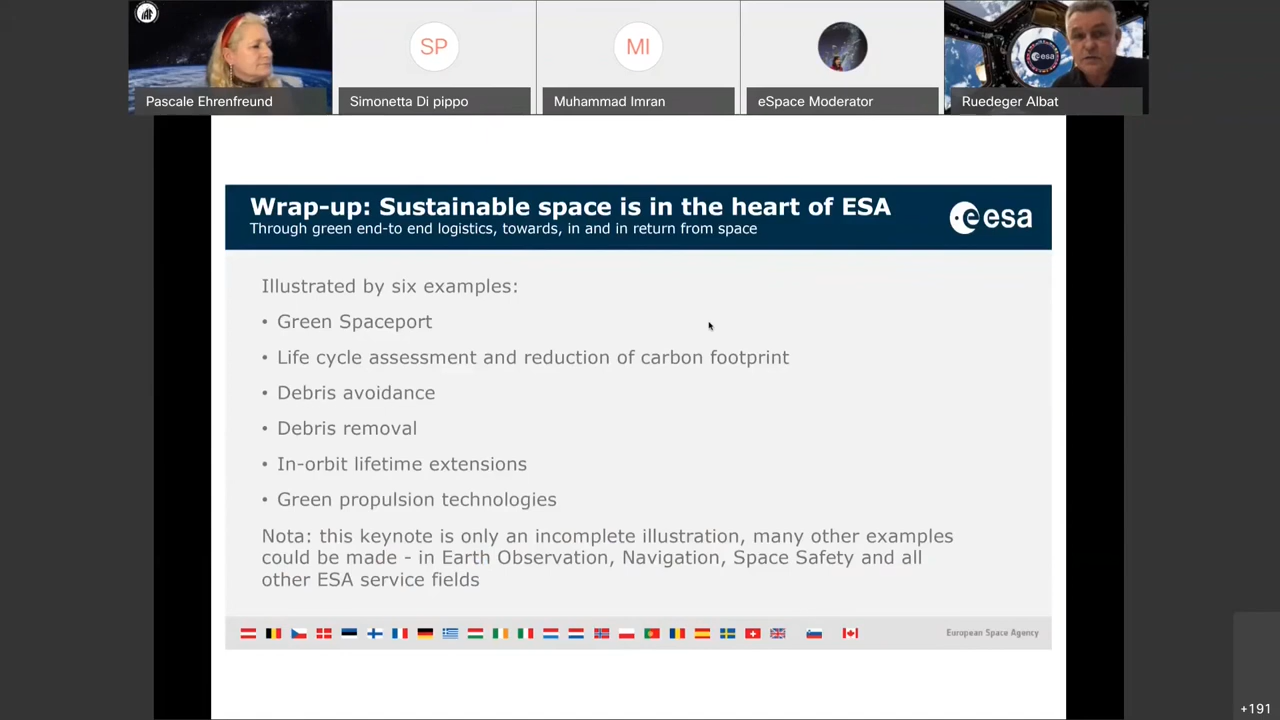 IAF
SP
MI
esa
Pascale Ehrenfreund
Simonetta Di pippo
Muhammad Imran
eSpace Moderator
Ruedeger Albat
Wrap-up: Sustainable space is in the heart of ESA
Through green end-to end logistics, towards, in and in return from space
esa
Illustrated by six examples:
• Green Spaceport
• Life cycle assessment and reduction of carbon footprint
• Debris avoidance
• Debris removal
• In-orbit lifetime extensions
• Green propulsion technologies
Nota: this keynote is only an incomplete illustration, many other examples
could be made - in Earth Observation, Navigation, Space Safety and all
other ESA service fields
European Space Agency
+191